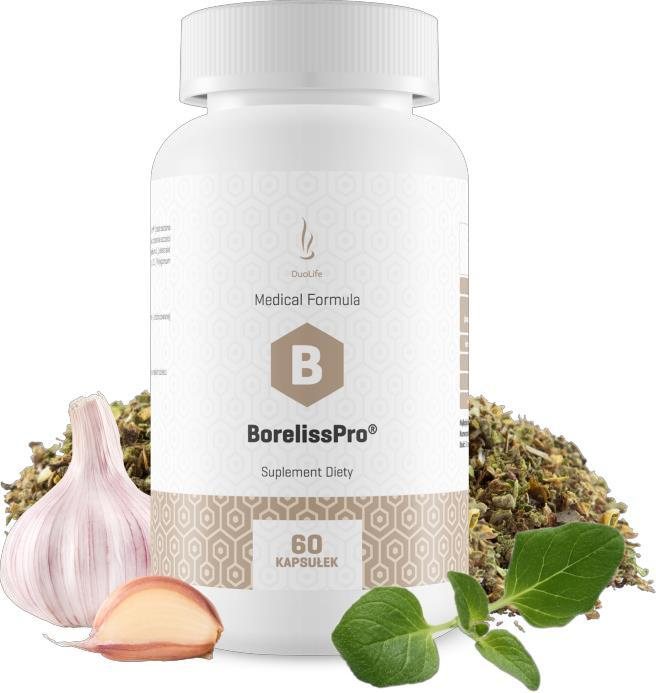 DuoLife
Medical Formula
B
BorelissPro®
Suplement Diety
60
KAPSUŁEK